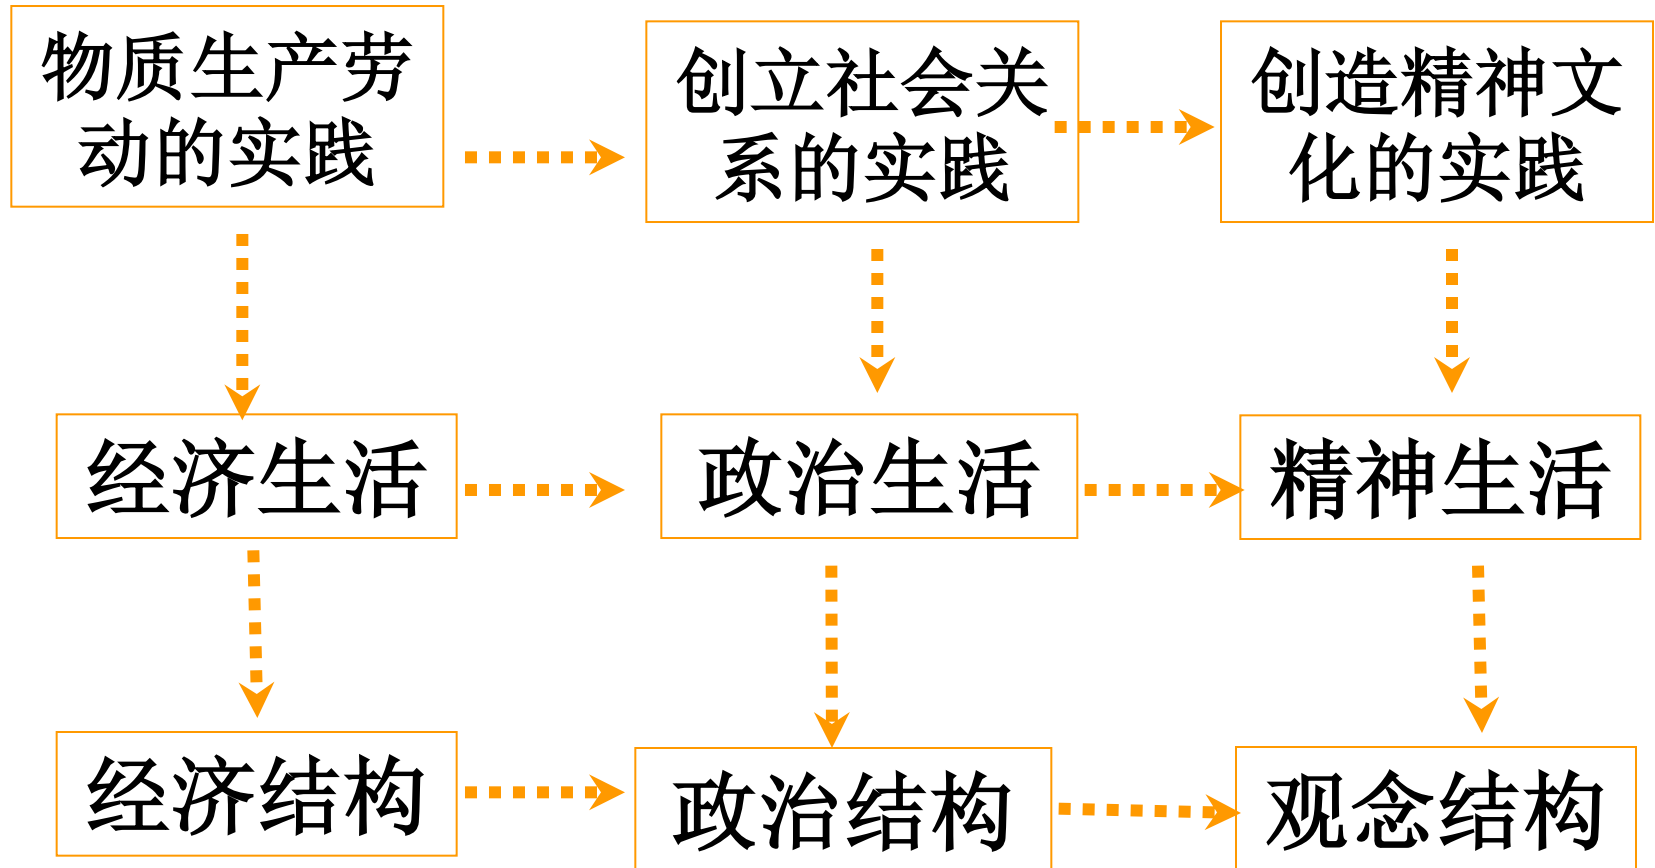 物质生产劳
动的实践
创立社会关
系的实践
创造精神文
化的实践
经济生活
政治生活
精神生活
经济结构
政治结构
观念结构